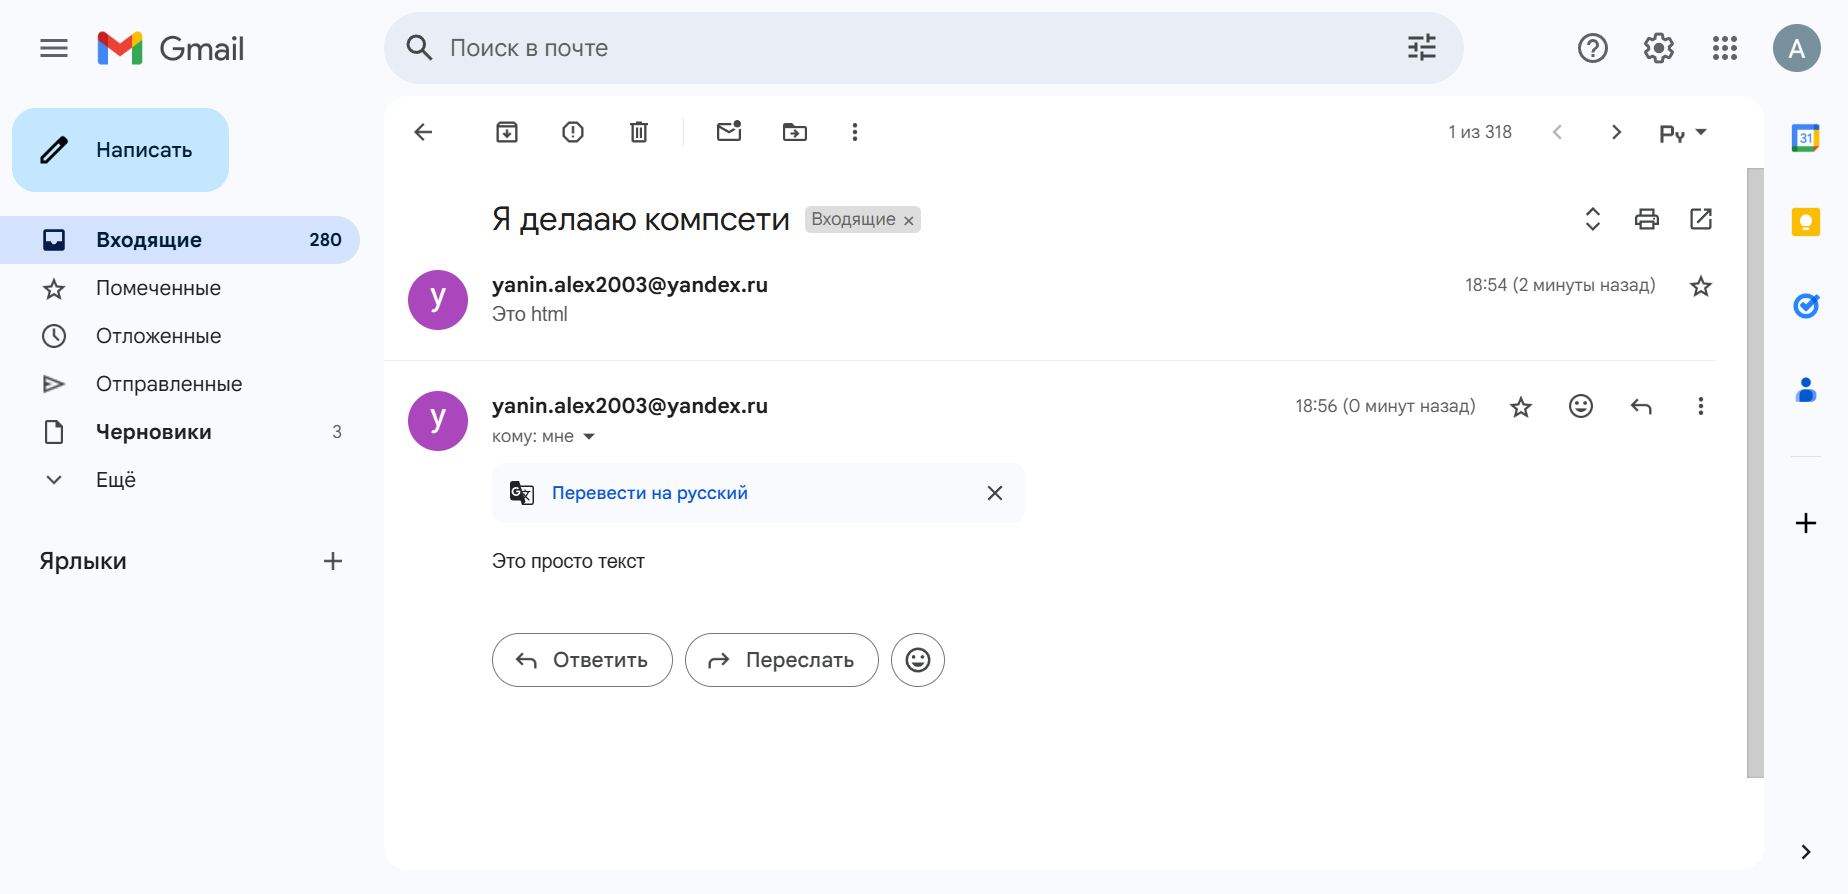 Gmail
Поиск в почте
A
Написать
1 из 318
Ру
31
Я делааю компсети
Входящие ×
Входящие 280
Помеченные
Отложенные
Отправленные
Черновики 3
Ещё
Ярлыки
y
yanin.alex2003@yandex.ru
18:54 (2 минуты назад)
Это html
y
yanin.alex2003@yandex.ru
18:56 (0 минут назад)
кому: мне
Перевести на русский
Это просто текст
Ответить
Переслать